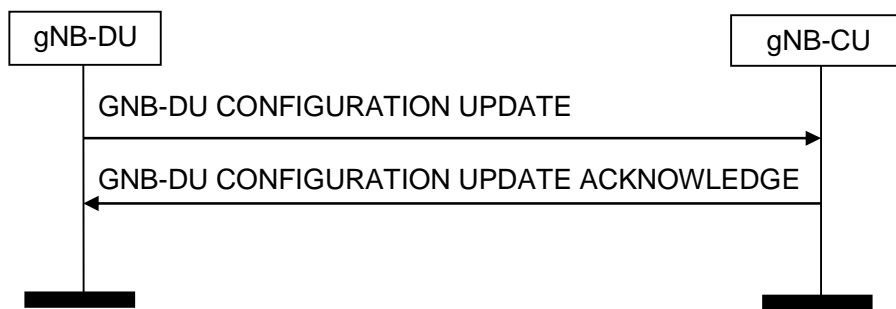 gNB-DU
gNB-CU
GNB-DU CONFIGURATION UPDATE
GNB-DU CONFIGURATION UPDATE ACKNOWLEDGE